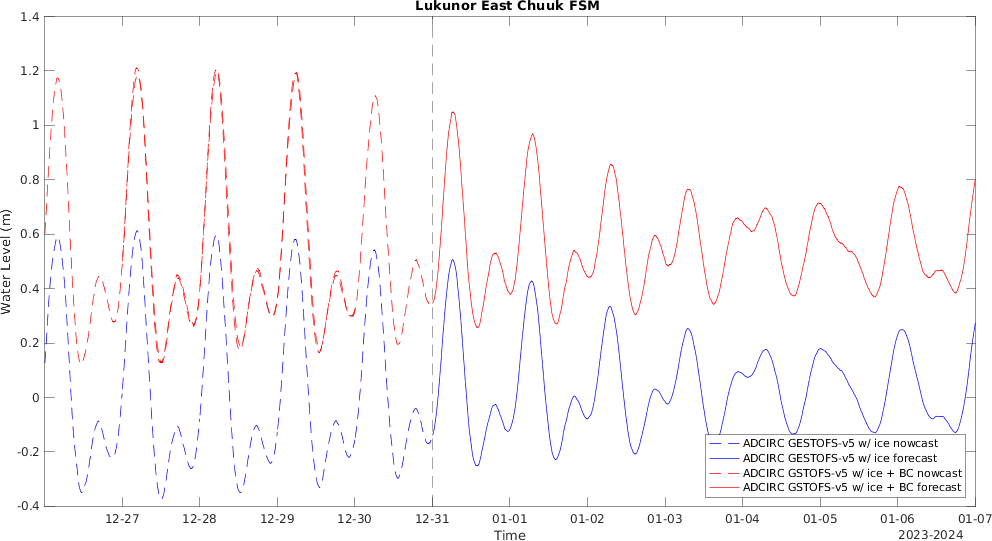 Lukunor East Chuuk FSM
1.4
1.2
1
0.8
0.6
0.4
0.2
0
-0.2
-0.4
Water Level (m)
12-27 12-28 12-29 12-30 12-31 01-01 01-02 01-03 01-04 01-05 01-06 01-07
Time
2023-2024
ADCIRC GESTOFS-v5 w/ ice nowcast
ADCIRC GESTOFS-v5 w/ ice forecast
ADCIRC GSTOFS-v5 w/ ice + BC nowcast
ADCIRC GSTOFS-v5 w/ ice + BC forecast